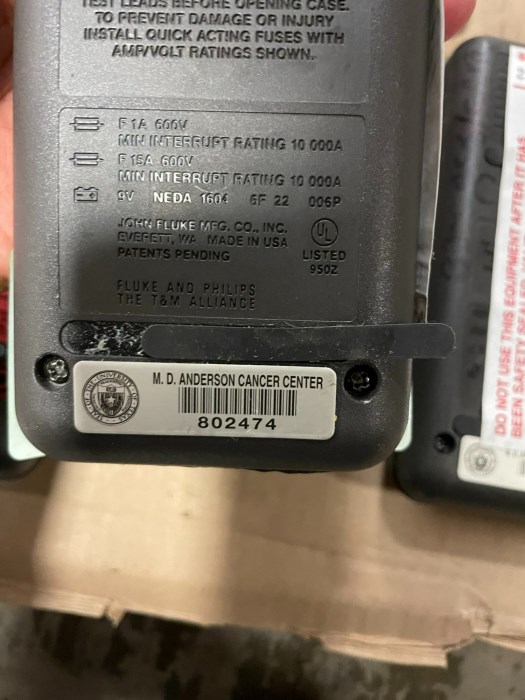 TEST LEADS BEFORE OPENING CASE.
TO PREVENT DAMAGE OR INJURY
INSTALL QUICK ACTING FUSES WITH
AMP/VOLT RATINGS SHOWN.
F 1A 600V
MIN INTERRUPT RATING 10 000A
F 15A 600V
MIN INTERRUPT RATING 10 000A
9V NEDA 1604 6F 22 006P
JOHN FLUKE MFG. CO., INC.
EVERETT, WA MADE IN USA
PATENTS PENDING
UL
LISTED
950Z
FLUKE AND PHILIPS
THE T&M ALLIANCE
M. D. ANDERSON CANCER CENTER
802474
DO NOT USE THIS EQUIPMENT AFTER IT HAS
BEEN SAFETY